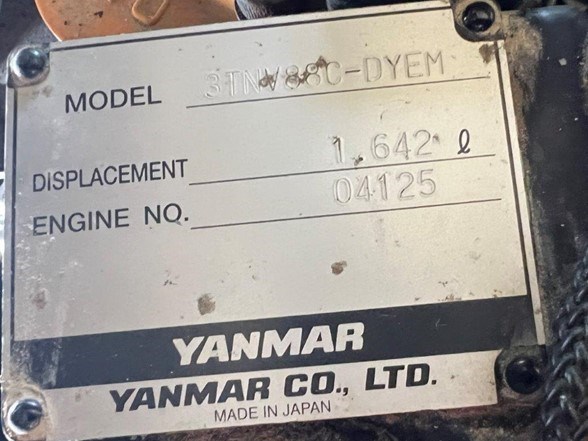 MODEL 3TNV88C-DYEM
DISPLACEMENT 1.642 ℓ
ENGINE NO. 04125
YANMAR
YANMAR CO., LTD.
MADE IN JAPAN